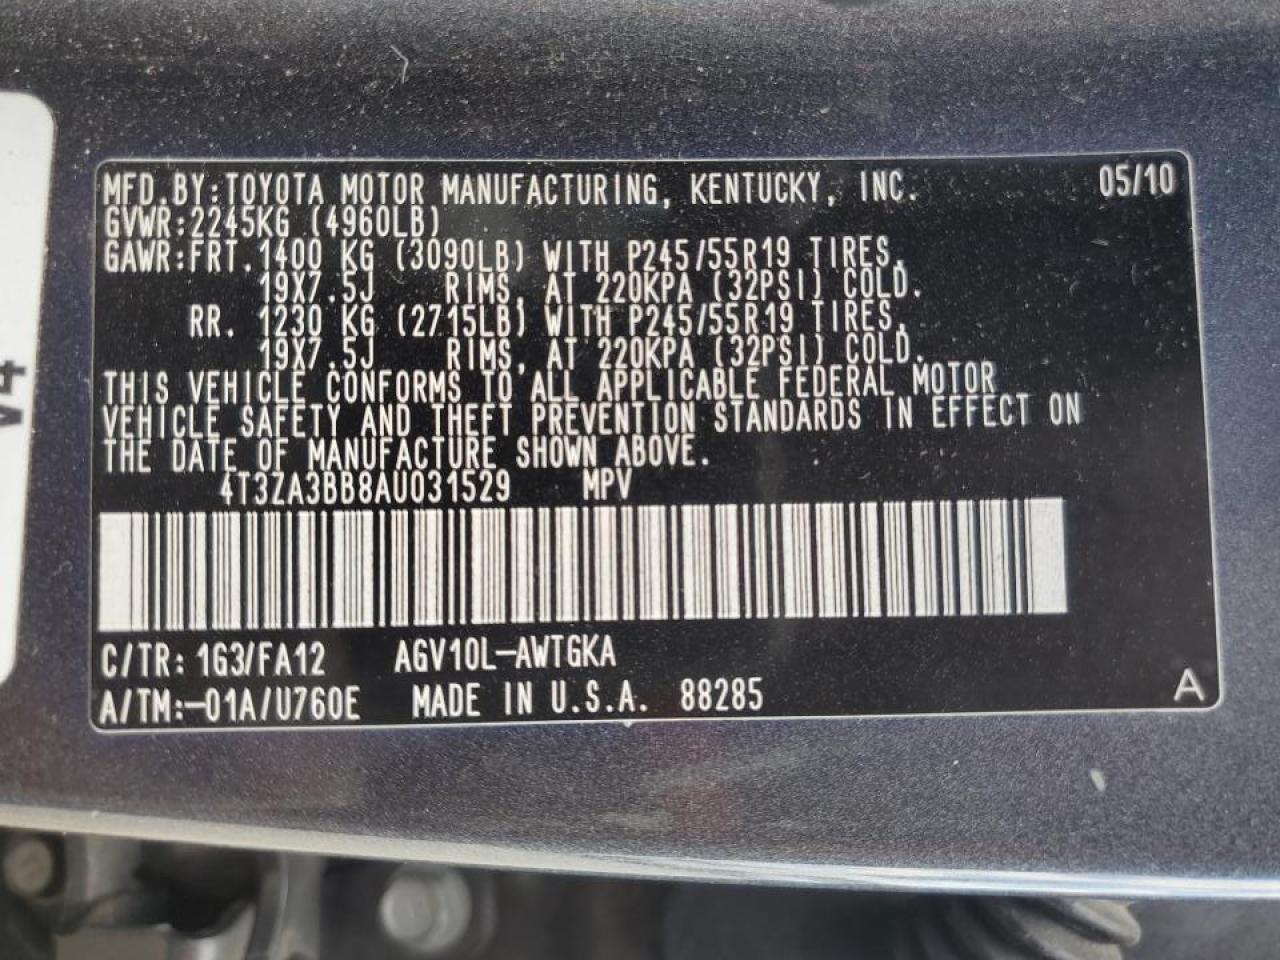 MFD.BY:TOYOTA MOTOR MANUFACTURING, KENTUCKY, INC. 05/10
GVWR:2245KG (4960LB)
GAWR:FRT.1400 KG (3090LB) WITH P245/55R19 TIRES,
19X7.5J RIMS, AT 220KPA (32PSI) COLD.
RR. 1230 KG (2715LB) WITH P245/55R19 TIRES,
19X7.5J RIMS, AT 220KPA (32PSI) COLD.
THIS VEHICLE CONFORMS TO ALL APPLICABLE FEDERAL MOTOR
VEHICLE SAFETY AND THEFT PREVENTION STANDARDS IN EFFECT ON
THE DATE OF MANUFACTURE SHOWN ABOVE.
4T3ZA3BB8AU031529 MPV
C/TR: 1G3/FA12 AGV10L-AWTGKA
A/TM:-01A/U760E MADE IN U.S.A. 88285
A